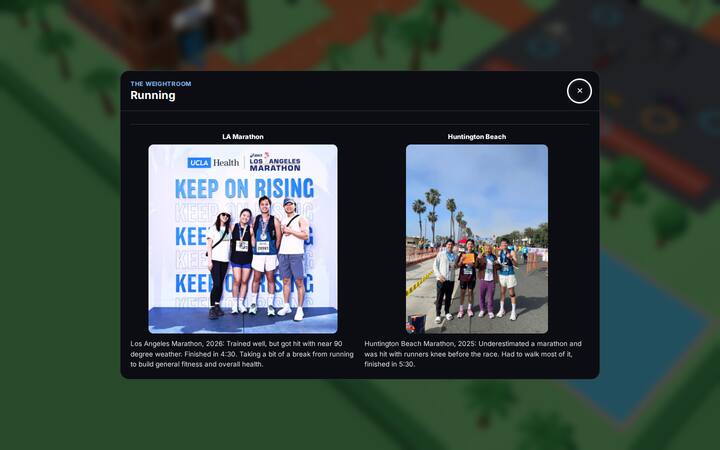 THE WEIGHTROOM
Running
×
LA Marathon
Huntington Beach
UCLA Health
LOS ANGELES
MARATHON
KEEP ON RISING
Los Angeles Marathon, 2026: Trained well, but got hit with near 90
degree weather. Finished in 4:30. Taking a bit of a break from running
to build general fitness and overall health.
Huntington Beach Marathon, 2025: Underestimated a marathon and
was hit with runners knee before the race. Had to walk most of it,
finished in 5:30.